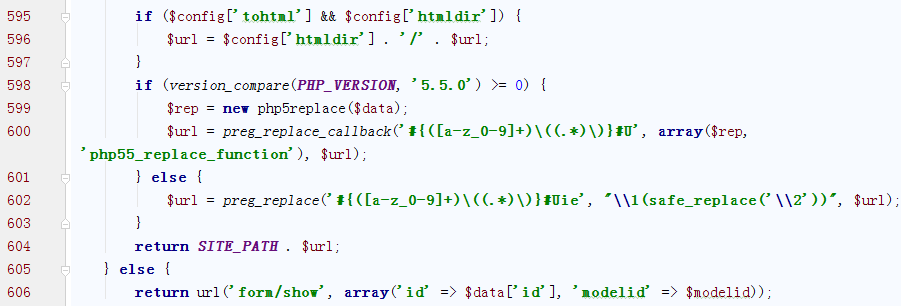 595 if ($config['tohtml'] && $config['htmldir']) {
596 $url = $config['htmldir'] . '/' . $url;
597 }
598 if (version_compare(PHP_VERSION, '5.5.0') >= 0) {
599 $rep = new php5replace($data);
600 $url = preg_replace_callback('#{([a-z_0-9]+)\((.*)\)}#U', array($rep,
'php55_replace_function'), $url);
601 } else {
602 $url = preg_replace('#{([a-z_0-9]+)\((.*)\)}#Uie', "\\1(safe_replace('\\2'))", $url);
603 }
604 return SITE_PATH . $url;
605 } else {
606 return url('form/show', array('id' => $data['id'], 'modelid' => $modelid));